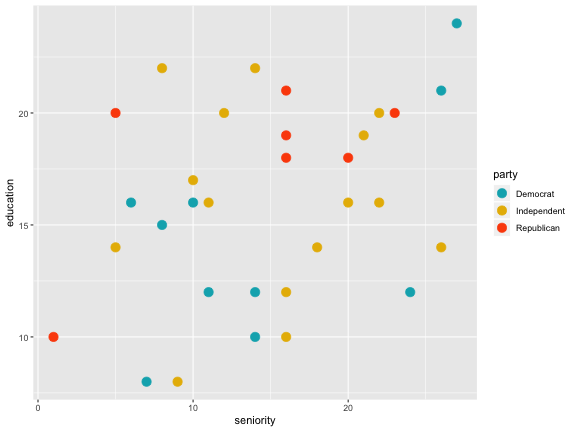 education
20
15
10
0
10
20
seniority
party
Democrat
Independent
Republican